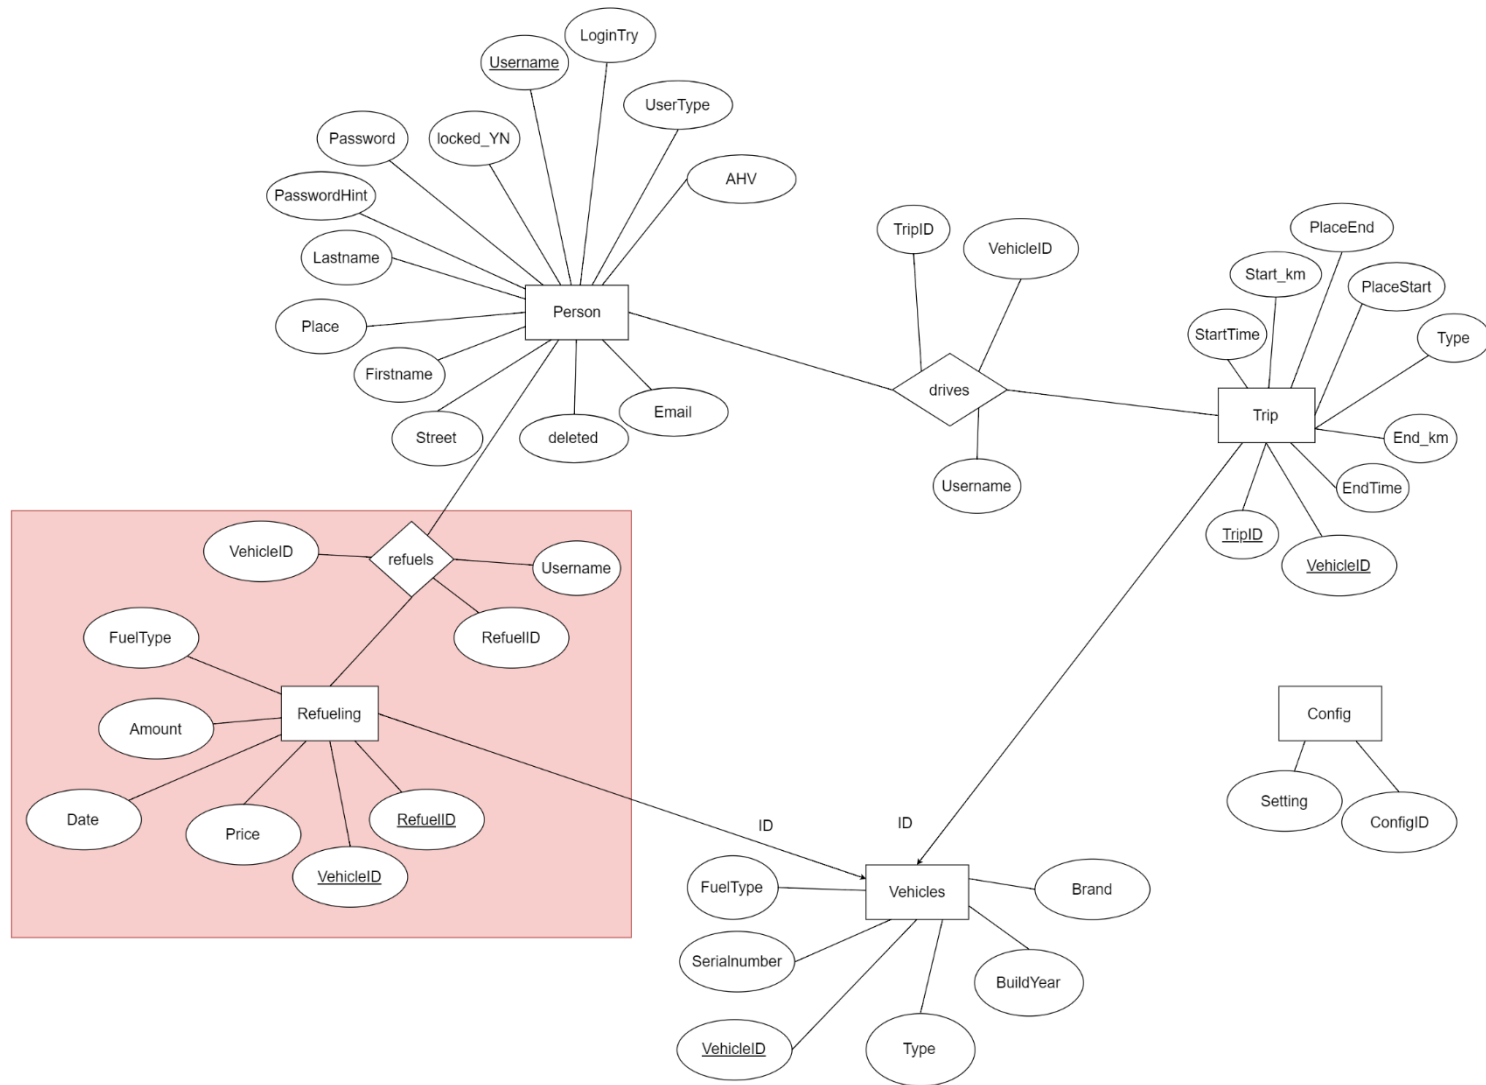 LoginTry
Username
UserType
Password
locked_YN
AHV
PasswordHint
Lastname
Person
Place
Firstname
Street
deleted
Email
TripID
VehicleID
drives
Username
PlaceEnd
Start_km
PlaceStart
StartTime
Type
Trip
End_km
EndTime
TripID
VehicleID
VehicleID
refuels
Username
RefuelID
FuelType
Refueling
Amount
Date
Price
RefuelID
VehicleID
ID
ID
Config
Setting
ConfigID
FuelType
Vehicles
Brand
Serialnumber
BuildYear
VehicleID
Type